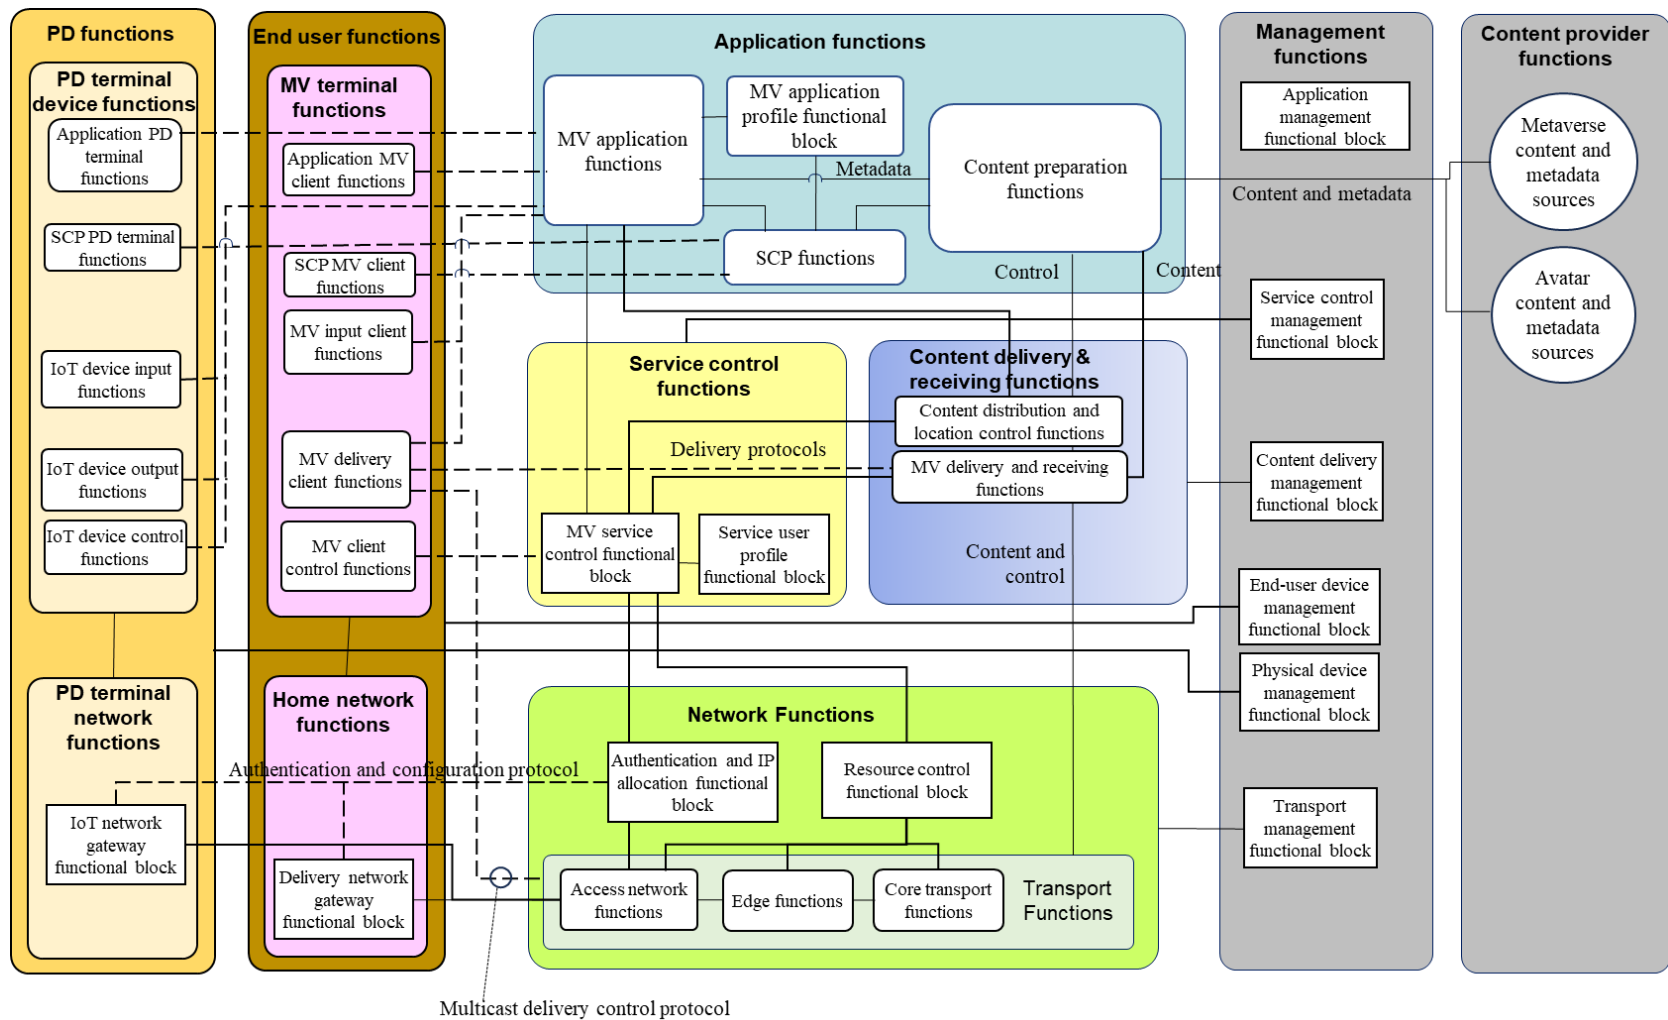 PD functions
PD terminal
device functions
Application PD
terminal
functions
SCP PD terminal
functions
IoT device input
functions
IoT device output
functions
IoT device control
functions
PD terminal
network
functions
IoT network
gateway
functional block
End user functions
MV terminal
functions
Application MV
client functions
SCP MV client
functions
MV input client
functions
MV delivery
client functions
MV client
control functions
Home network
functions
Authentication and configuration protocol
Delivery network
gateway
functional block
Multicast delivery control protocol
Application functions
MV application
functions
MV application
profile functional
block
Metadata
Content preparation
functions
SCP functions
Control
Content
Content and metadata
Service control
functions
Delivery protocols
MV service
control functional
block
Service user
profile
functional block
Content delivery &
receiving functions
Content distribution and
location control functions
MV delivery and receiving
functions
Content and
control
Network Functions
Authentication and IP
allocation functional
block
Resource control
functional block
Access network
functions
Edge functions
Core transport
functions
Transport
Functions
Management
functions
Application
management
functional block
Service control
management
functional block
Content delivery
management
functional block
End-user device
management
functional block
Physical device
management
functional block
Transport
management
functional block
Content provider
functions
Metaverse
content and
metadata
sources
Avatar
content and
metadata
sources